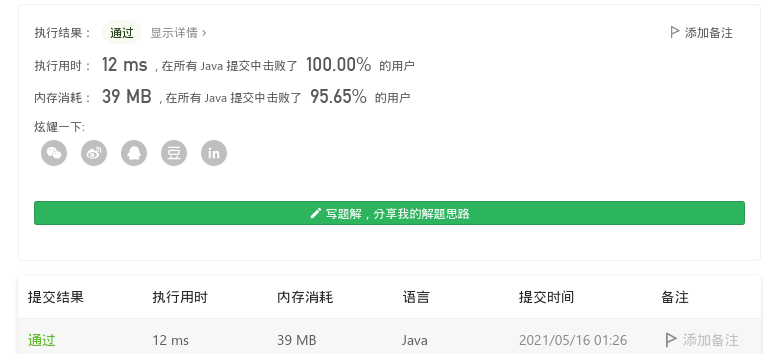 执行结果： 通过 显示详情 › 添加备注
执行用时： 12 ms , 在所有 Java 提交中击败了 100.00% 的用户
内存消耗： 39 MB , 在所有 Java 提交中击败了 95.65% 的用户
炫耀一下:
豆 in
写题解，分享我的解题思路
提交结果 执行用时 内存消耗 语言 提交时间 备注
通过 12 ms 39 MB Java 2021/05/16 01:26 添加备注